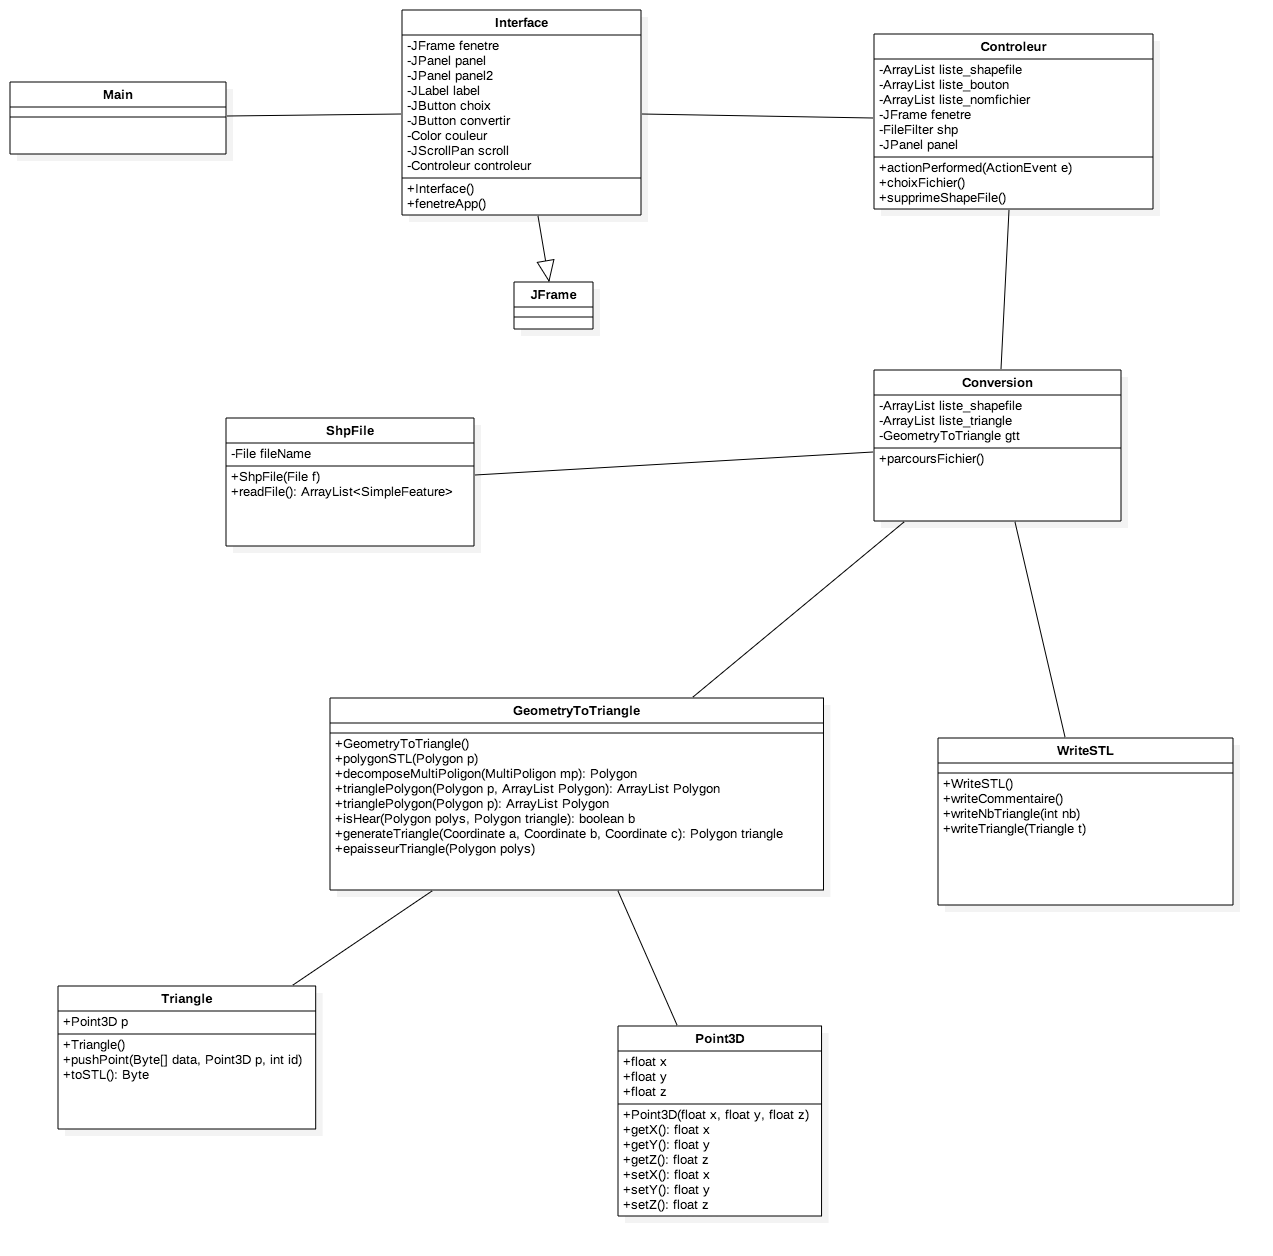 Interface
-JFrame fenetre
-JPanel panel
-JPanel panel2
-JLabel label
-JButton choix
-JButton convertir
-Color couleur
-JScrollPan scroll
-Controleur controleur
+Interface()
+fenetreApp()
Controleur
-ArrayList liste_shapefile
-ArrayList liste_bouton
-ArrayList liste_nomfichier
-JFrame fenetre
-FileFilter shp
-JPanel panel
+actionPerformed(ActionEvent e)
+choixFichier()
+supprimeShapeFile()
Main
JFrame
Conversion
-ArrayList liste_shapefile
-ArrayList liste_triangle
-GeometryToTriangle gtt
+parcoursFichier()
ShpFile
-File fileName
+ShpFile(File f)
+readFile(): ArrayList<SimpleFeature>
GeometryToTriangle
+GeometryToTriangle()
+polygonSTL(Polygon p)
+decomposeMultiPoligon(MultiPoligon mp): Polygon
+trianglePolygon(Polygon p, ArrayList Polygon): ArrayList Polygon
+trianglePolygon(Polygon p): ArrayList Polygon
+isHear(Polygon polys, Polygon triangle): boolean b
+generateTriangle(Coordinate a, Coordinate b, Coordinate c): Polygon triangle
+epaisseurTriangle(Polygon polys)
WriteSTL
+WriteSTL()
+writeCommentaire()
+writeNbTriangle(int nb)
+writeTriangle(Triangle t)
Triangle
+Point3D p
+Triangle()
+pushPoint(Byte[] data, Point3D p, int id)
+toSTL(): Byte
Point3D
+float x
+float y
+float z
+Point3D(float x, float y, float z)
+getX(): float x
+getY(): float y
+getZ(): float z
+setX(): float x
+setY(): float y
+setZ(): float z